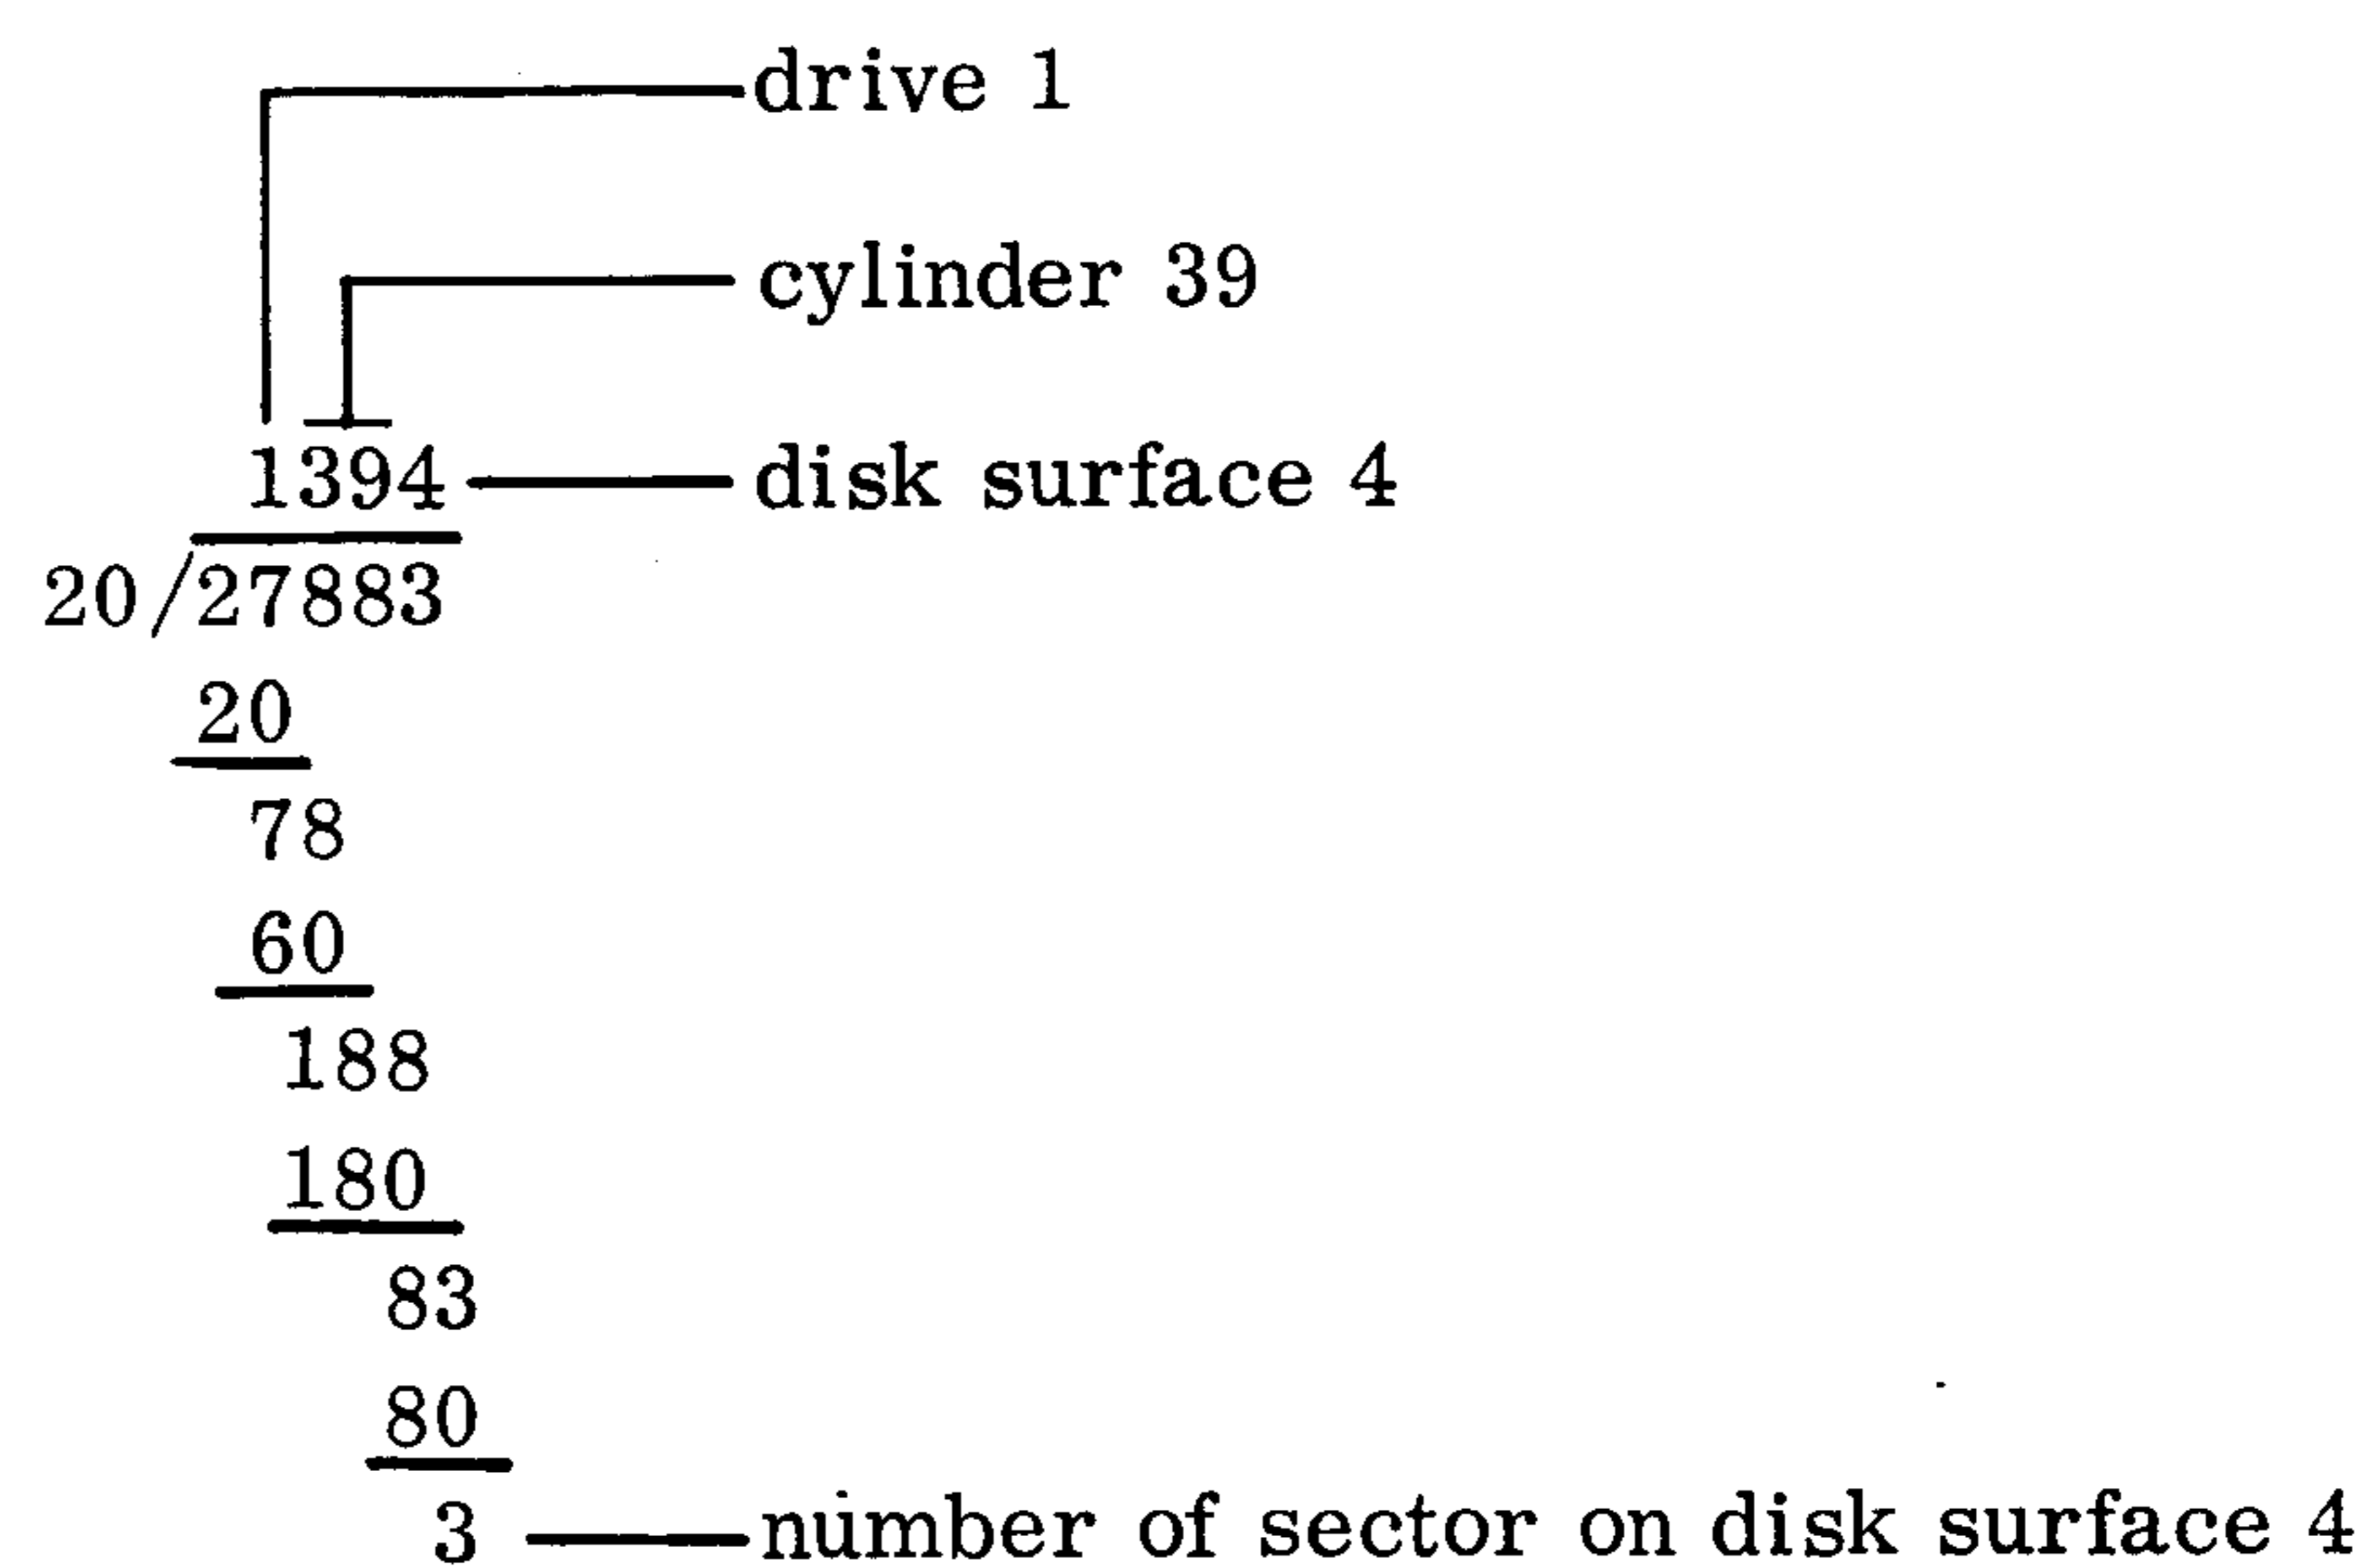 drive 1
cylinder 39
1394 disk surface 4
20/27883
20
78
60
188
180
83
80
3 number of sector on disk surface 4